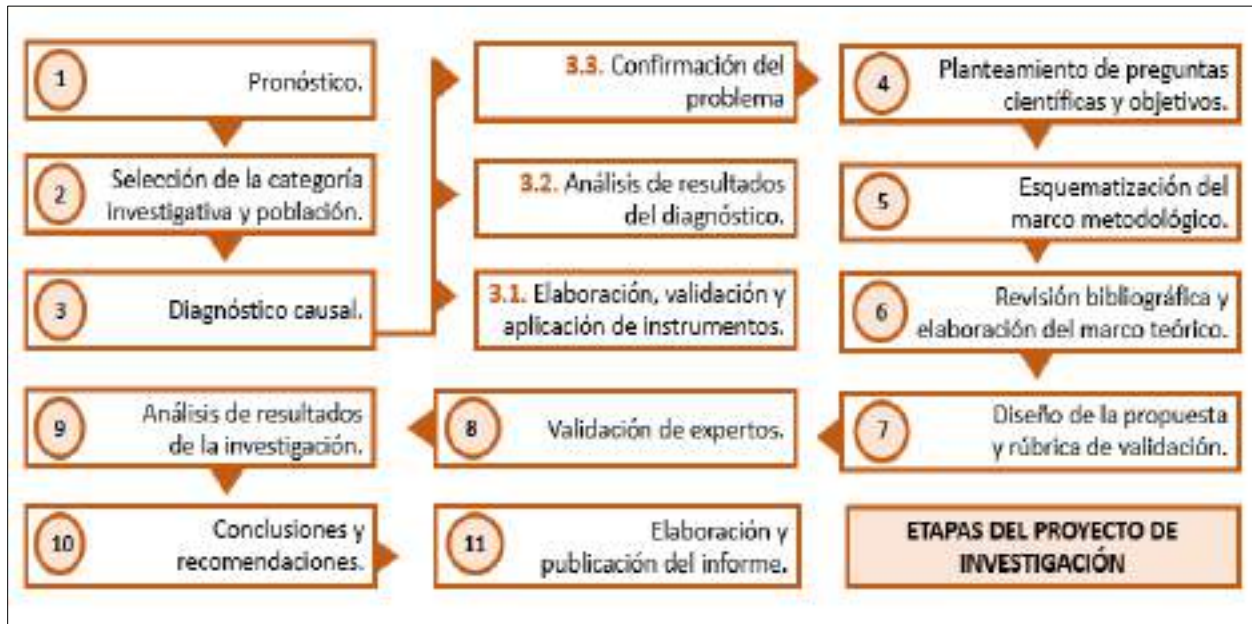 1
Pronóstico.
2
Selección de la categoría
investigativa y población.
3
Diagnóstico causal.
3.3. Confirmación del
problema
3.2. Análisis de resultados
del diagnóstico.
3.1. Elaboración, validación y
aplicación de instrumentos.
4
Planteamiento de preguntas
científicas y objetivos.
5
Esquematización del
marco metodológico.
6
Revisión bibliográfica y
elaboración del marco teórico.
7
Diseño de la propuesta
y rúbrica de validación.
8
Validación de expertos.
9
Análisis de resultados
de la investigación.
10
Conclusiones y
recomendaciones.
11
Elaboración y
publicación del informe.
ETAPAS DEL PROYECTO DE
INVESTIGACIÓN